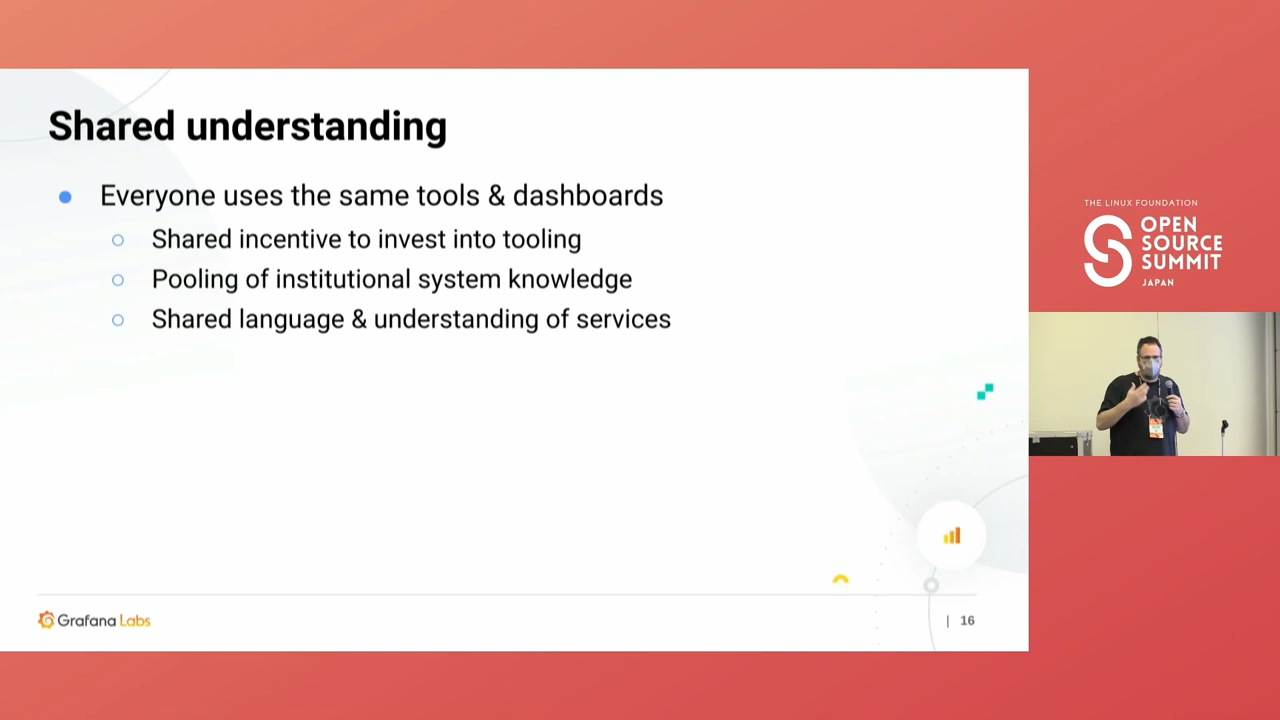 Shared understanding
Everyone uses the same tools & dashboards
Shared incentive to invest into tooling
Pooling of institutional system knowledge
Shared language & understanding of services
Grafana Labs
| 16
THE LINUX FOUNDATION
OPEN
SOURCE
SUMMIT
JAPAN